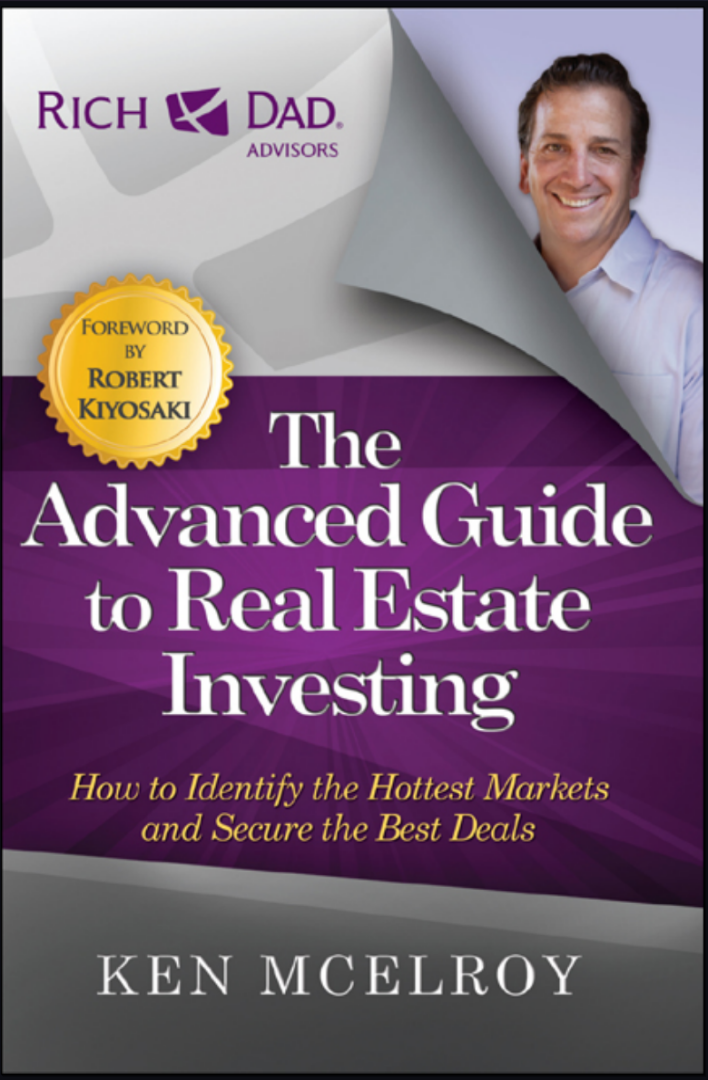 RICH DAD.
ADVISORS
FOREWORD
BY
ROBERT
KIYOSAKI
The
Advanced Guide
to Real Estate
Investing
How to Identify the Hottest Markets
and Secure the Best Deals
KEN MCELROY